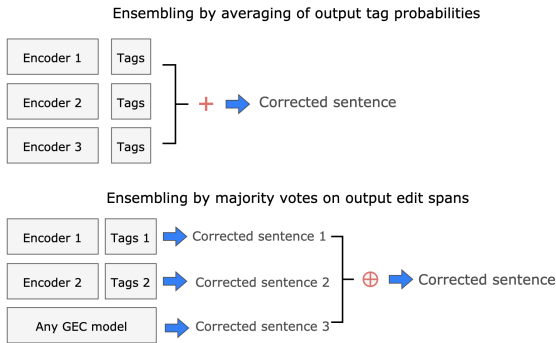 Ensembling by averaging of output tag probabilities
Encoder 1 Tags
Encoder 2 Tags
Encoder 3 Tags
+ Corrected sentence
Ensembling by majority votes on output edit spans
Encoder 1 Tags 1 Corrected sentence 1
Encoder 2 Tags 2 Corrected sentence 2
Any GEC model Corrected sentence 3
⊕ Corrected sentence